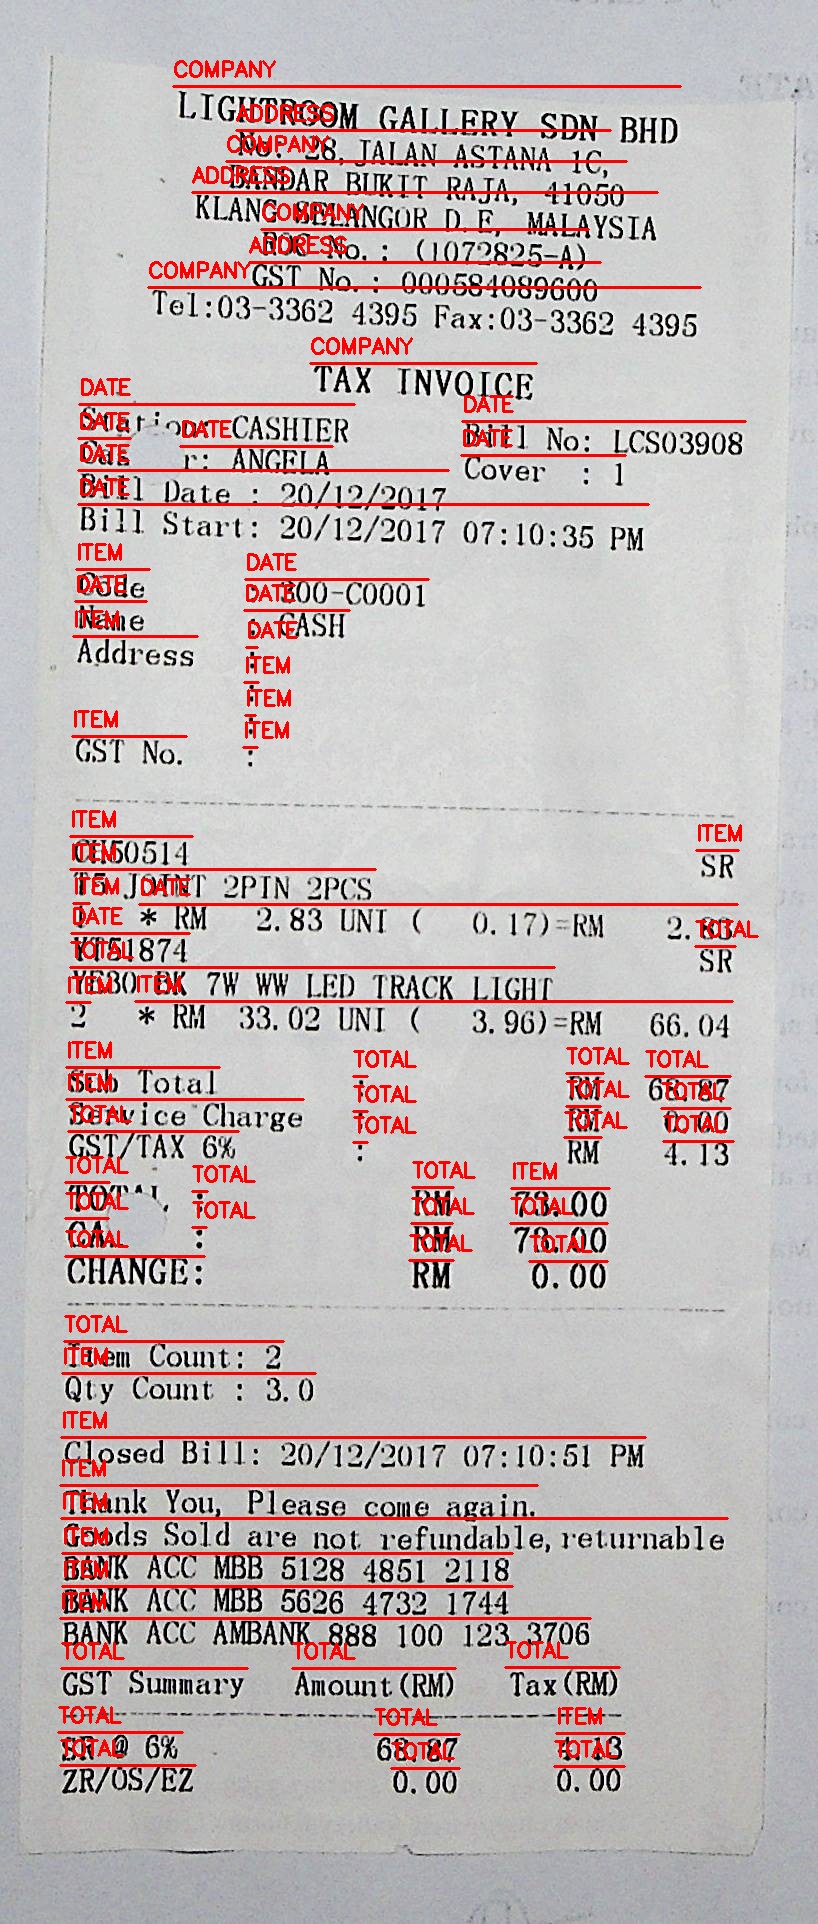 COMPANY
LIGHTROOM GALLERY SDN BHD
ADDRESS
No. 28, JALAN ASTANA 1C,
COMPANY
BANDAR BUKIT RAJA, 41050
ADDRESS
KLANG SELANGOR D.E, MALAYSIA
COMPANY
ROC No.: (1072825-A)
ADDRESS
GST No.: 000584089600
COMPANY
Tel:03-3362 4395 Fax:03-3362 4395
COMPANY
TAX INVOICE
DATE DATE
Station: CASHIER Bill No: LCS03908
DATE DATE DATE
r: ANGELA Cover : 1
DATE
Bill Date : 20/12/2017
DATE
Bill Start: 20/12/2017 07:10:35 PM
ITEM DATE
Code : 300-C0001
DATE DATE
Name : CASH
ITEM DATE
Address :
ITEM
:
ITEM
:
ITEM ITEM
GST No. :
ITEM ITEM
CH50514 SR
ITEM
T5 JOINT 2PIN 2PCS
ITEM DATE
1 * RM 2.83 UNI ( 0.17)=RM 2.83
DATE TOTAL
YT51874 SR
TOTAL
YE80 BK 7W WW LED TRACK LIGHT
ITEM ITEM
2 * RM 33.02 UNI ( 3.96)=RM 66.04
ITEM TOTAL TOTAL TOTAL
Sub Total : RM 68.87
ITEM TOTAL TOTAL TOTAL
Service Charge : RM 0.00
TOTAL TOTAL TOTAL TOTAL
GST/TAX 6% : RM 4.13
TOTAL TOTAL TOTAL ITEM
TOTAL : RM 73.00
TOTAL TOTAL TOTAL TOTAL
: RM 73.00
TOTAL TOTAL TOTAL
CHANGE: RM 0.00
TOTAL
Item Count: 2
ITEM
Qty Count : 3.0
ITEM
Closed Bill: 20/12/2017 07:10:51 PM
ITEM
Thank You, Please come again.
ITEM
Goods Sold are not refundable,returnable
ITEM
BANK ACC MBB 5128 4851 2118
ITEM
BANK ACC MBB 5626 4732 1744
ITEM
BANK ACC AMBANK 888 100 123 3706
TOTAL TOTAL TOTAL
GST Summary Amount(RM) Tax(RM)
TOTAL TOTAL ITEM
SR @ 6% 68.87 4.13
TOTAL TOTAL TOTAL
ZR/OS/EZ 0.00 0.00